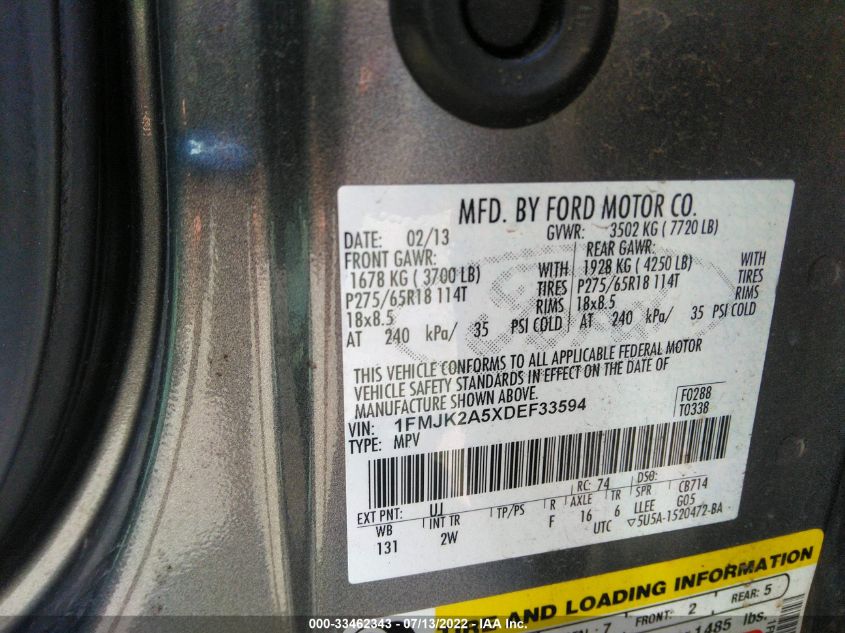 MFD. BY FORD MOTOR CO.
DATE: 02/13 GVWR: 3502 KG ( 7720 LB)
FRONT GAWR: REAR GAWR:
1678 KG ( 3700 LB) WITH 1928 KG ( 4250 LB) WITH
P275/65R18 114T TIRES P275/65R18 114T TIRES
18x8.5 RIMS 18x8.5 RIMS
AT 240 kPa/ 35 PSI COLD AT 240 kPa/ 35 PSI COLD
THIS VEHICLE CONFORMS TO ALL APPLICABLE FEDERAL MOTOR
VEHICLE SAFETY STANDARDS IN EFFECT ON THE DATE OF
MANUFACTURE SHOWN ABOVE.
VIN: 1FMJK2A5XDEF33594
TYPE: MPV
F0288
T0338
EXT PNT: UJ RC: 74 DSO:
WB INT TR TP/PS R AXLE TR SPR CB714
131 2W F 16 6 LLEE G05
UTC ▽5U5A-1520472-BA
TIRE AND LOADING INFORMATION
7 FRONT: 2 REAR: 5
1485 lbs.
000-33462343 - 07/13/2022 - IAA Inc.